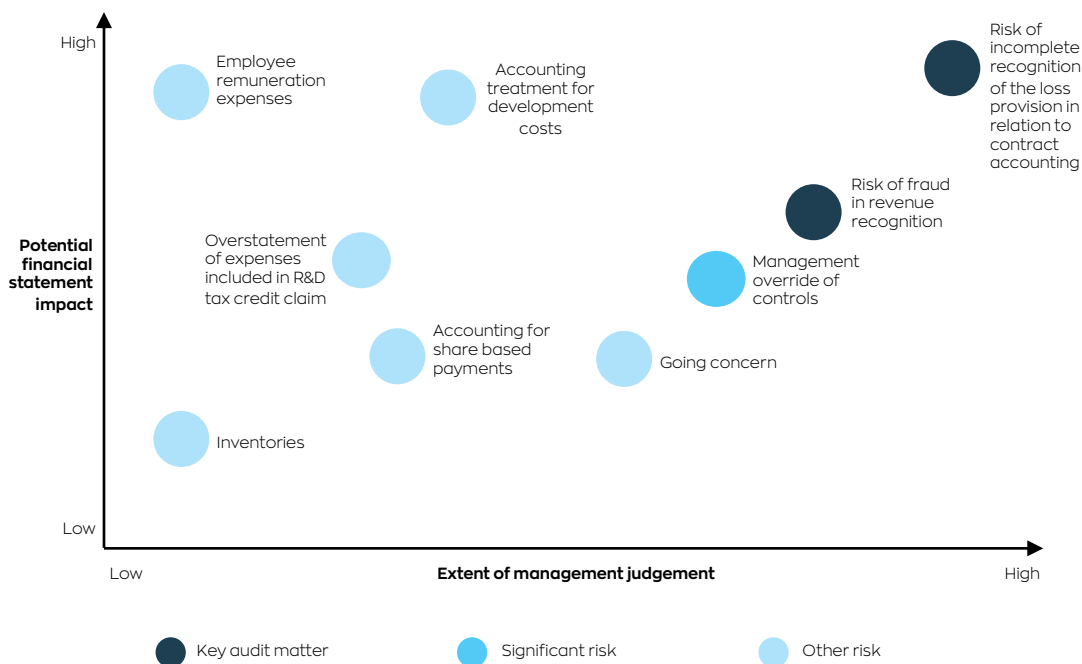 High
Employee
remuneration
expenses
Accounting
treatment for
development
costs
Risk of
incomplete
recognition
of the loss
provision in
relation to
contract
accounting
Risk of fraud
in revenue
recognition
Potential
financial
statement
impact
Overstatement
of expenses
included in R&D
tax credit claim
Management
override of
controls
Accounting for
share based
payments
Going concern
Inventories
Low
Low
Extent of management judgement
High
Key audit matter
Significant risk
Other risk